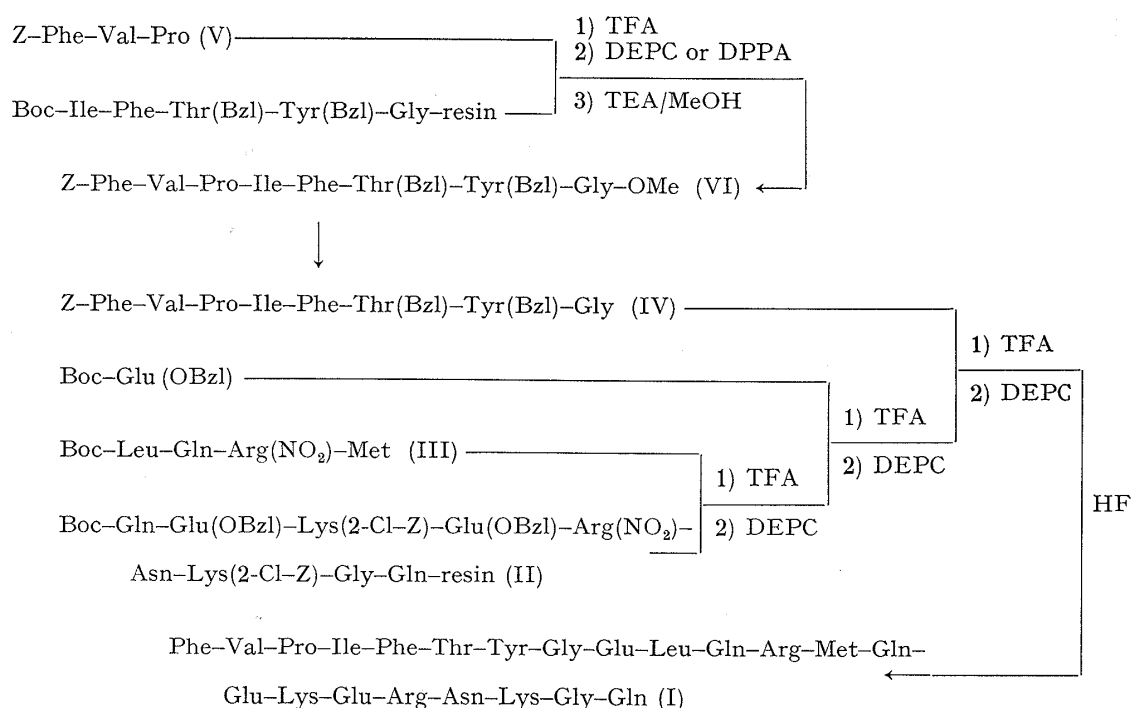 Z–Phe–Val–Pro (V)
1) TFA
2) DEPC or DPPA
3) TEA/MeOH
Boc–Ile–Phe–Thr(Bzl)–Tyr(Bzl)–Gly–resin
Z–Phe–Val–Pro–Ile–Phe–Thr(Bzl)–Tyr(Bzl)–Gly–OMe (VI)
Z–Phe–Val–Pro–Ile–Phe–Thr(Bzl)–Tyr(Bzl)–Gly (IV)
1) TFA
2) DEPC
Boc–Glu(OBzl)
1) TFA
2) DEPC
Boc–Leu–Gln–Arg(NO₂)–Met (III)
1) TFA
2) DEPC
HF
Boc–Gln–Glu(OBzl)–Lys(2-Cl–Z)–Glu(OBzl)–Arg(NO₂)–
Asn–Lys(2-Cl–Z)–Gly–Gln–resin (II)
Phe–Val–Pro–Ile–Phe–Thr–Tyr–Gly–Glu–Leu–Gln–Arg–Met–Gln–
Glu–Lys–Glu–Arg–Asn–Lys–Gly–Gln (I)